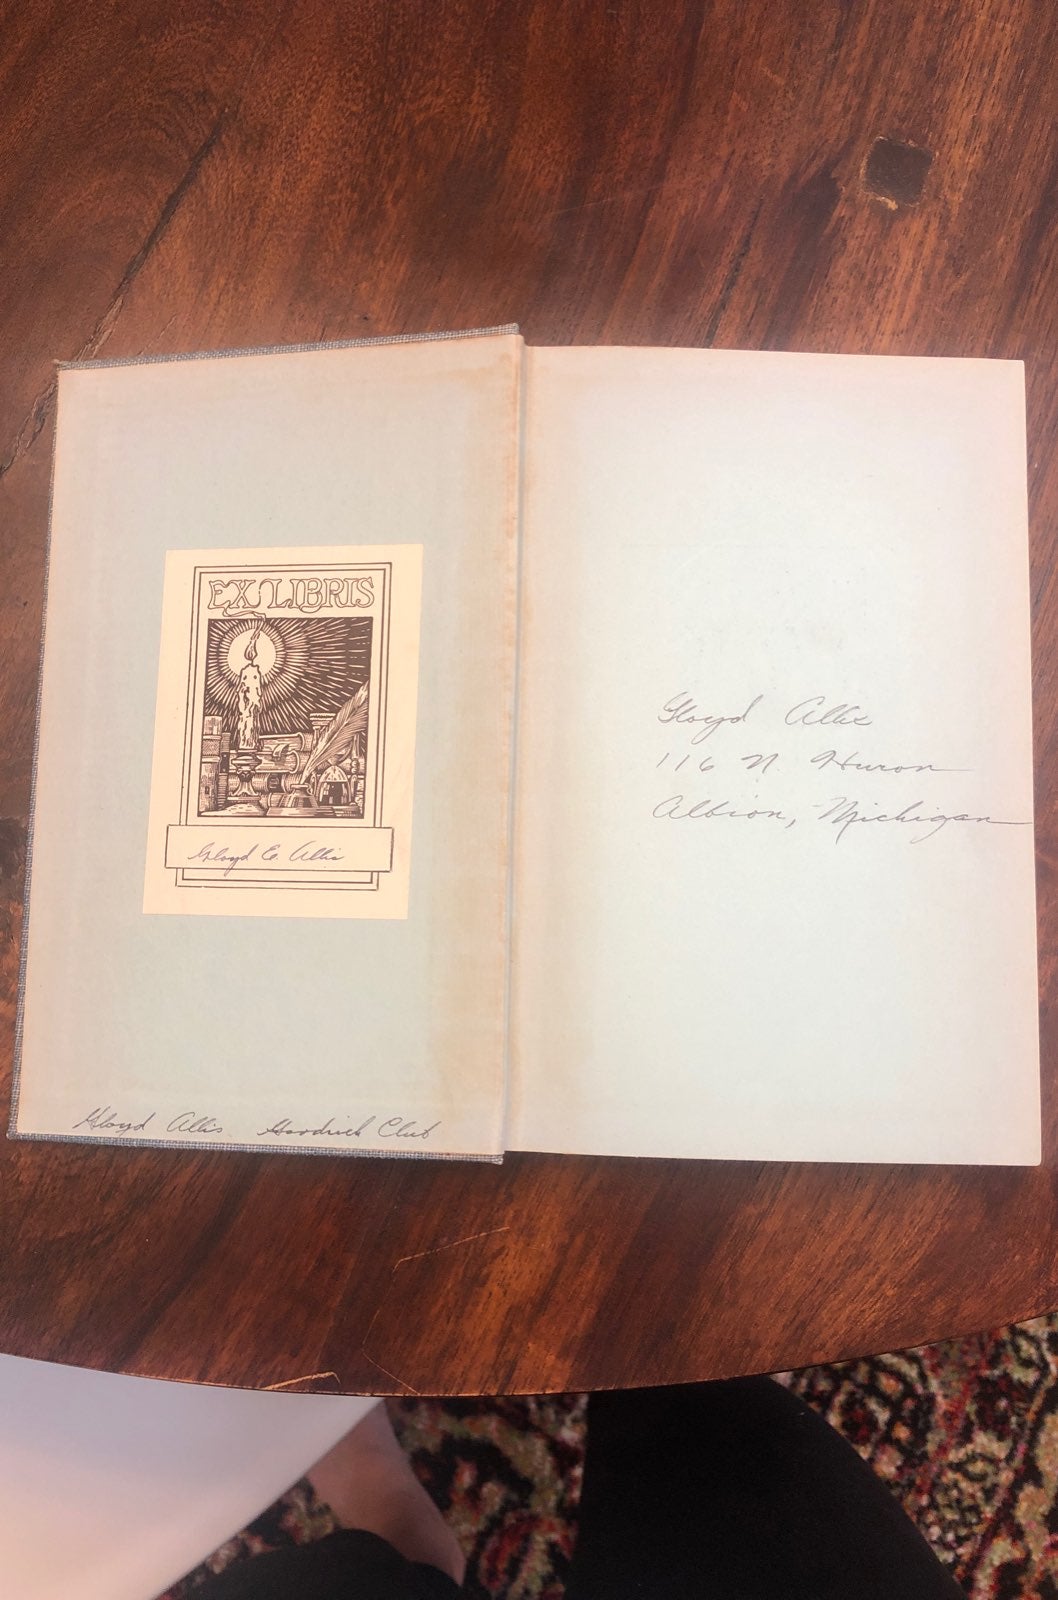 EX LIBRIS
Gloyd E. Allis
Gloyd Allis Goodrich Club
Gloyd Allis
116 N. Huron
Albion, Michigan